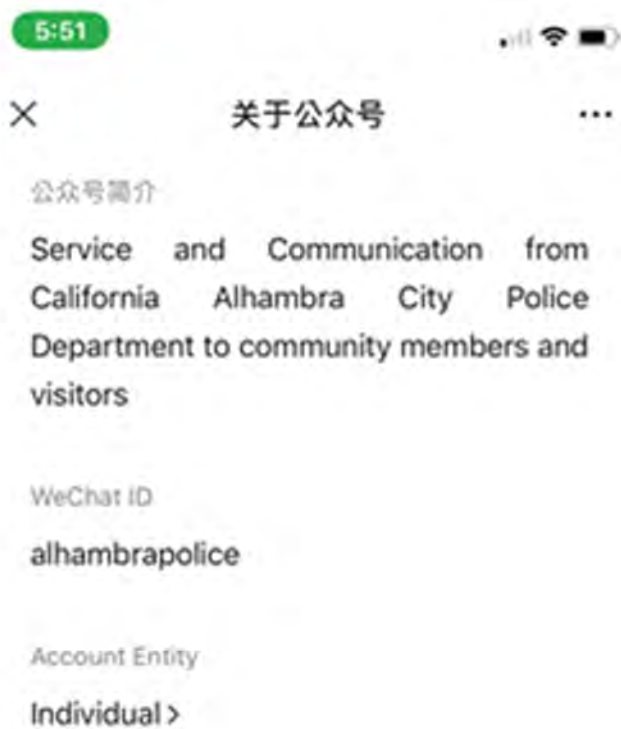 5:51
关于公众号
公众号简介
Service and Communication from
California Alhambra City Police
Department to community members and
visitors
WeChat ID
alhambrapolice
Account Entity
Individual >